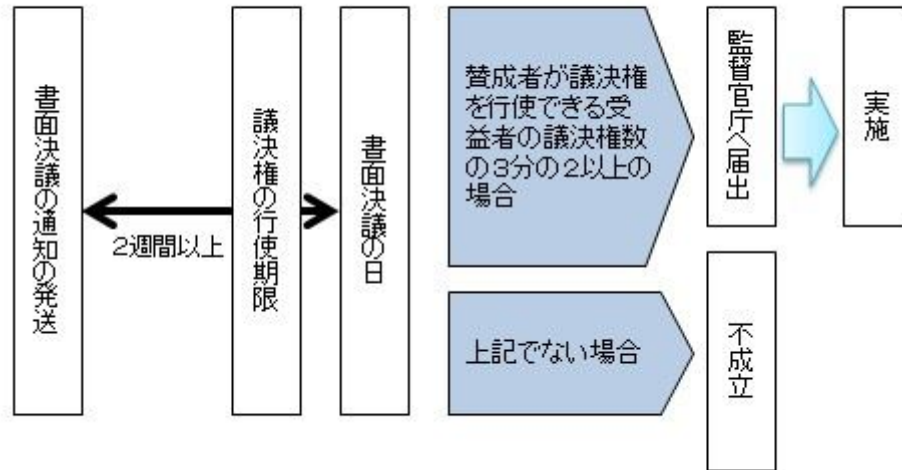 書面決議の通知の発送
2週間以上
議決権の行使期限
書面決議の日
賛成者が議決権
を行使できる受
益者の議決権数
の3分の2以上の
場合
監督官庁へ届出
実施
上記でない場合
不成立